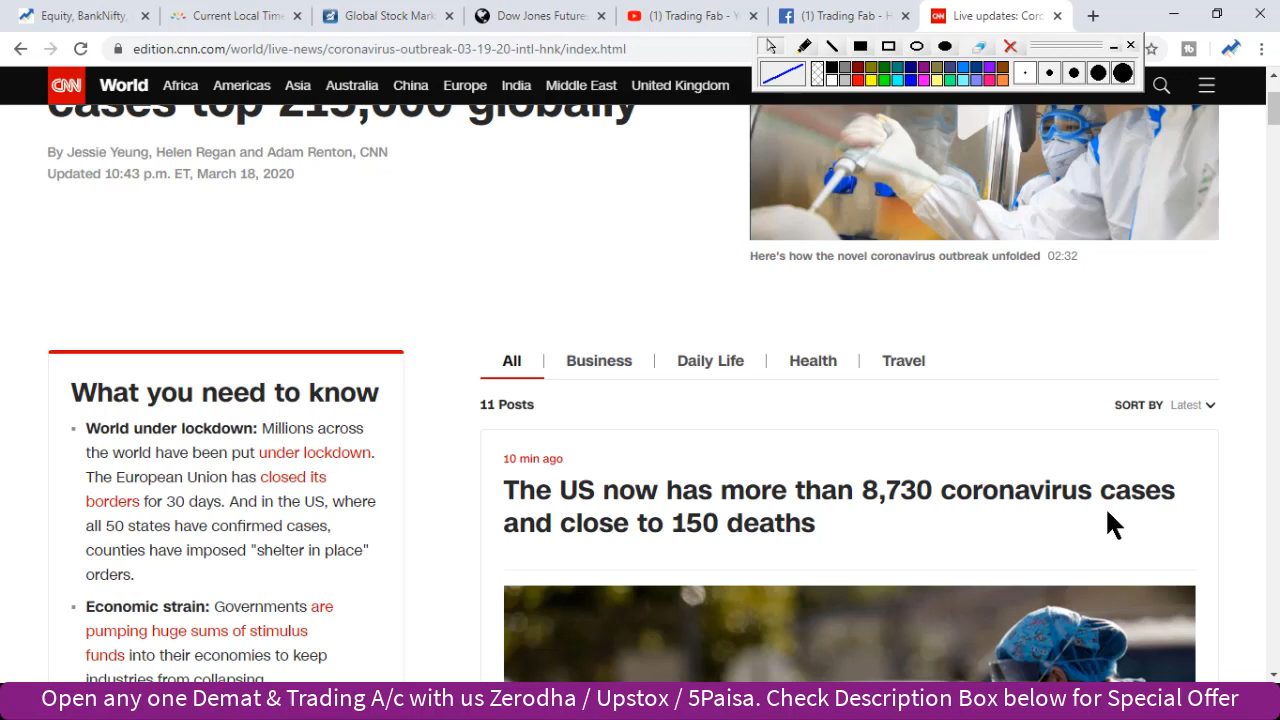 Equity, BankNifty,
Current Local Time
Global Stock Mark
Dow Jones Future
(1) Trading Fab - Y
(1) Trading Fab - H
Live updates: Coro
edition.cnn.com/world/live-news/coronavirus-outbreak-03-19-20-intl-hnk/index.html
CNN World Africa Americas Asia Australia China Europe India Middle East United Kingdom
cases top 215,000 globally
By Jessie Yeung, Helen Regan and Adam Renton, CNN
Updated 10:43 p.m. ET, March 18, 2020
Here's how the novel coronavirus outbreak unfolded 02:32
What you need to know
World under lockdown: Millions across
the world have been put under lockdown.
The European Union has closed its
borders for 30 days. And in the US, where
all 50 states have confirmed cases,
counties have imposed "shelter in place"
orders.
Economic strain: Governments are
pumping huge sums of stimulus
funds into their economies to keep
industries from collapsing
All | Business | Daily Life | Health | Travel
11 Posts
SORT BY Latest
10 min ago
The US now has more than 8,730 coronavirus cases
and close to 150 deaths
Open any one Demat & Trading A/c with us Zerodha / Upstox / 5Paisa. Check Description Box below for Special Offer